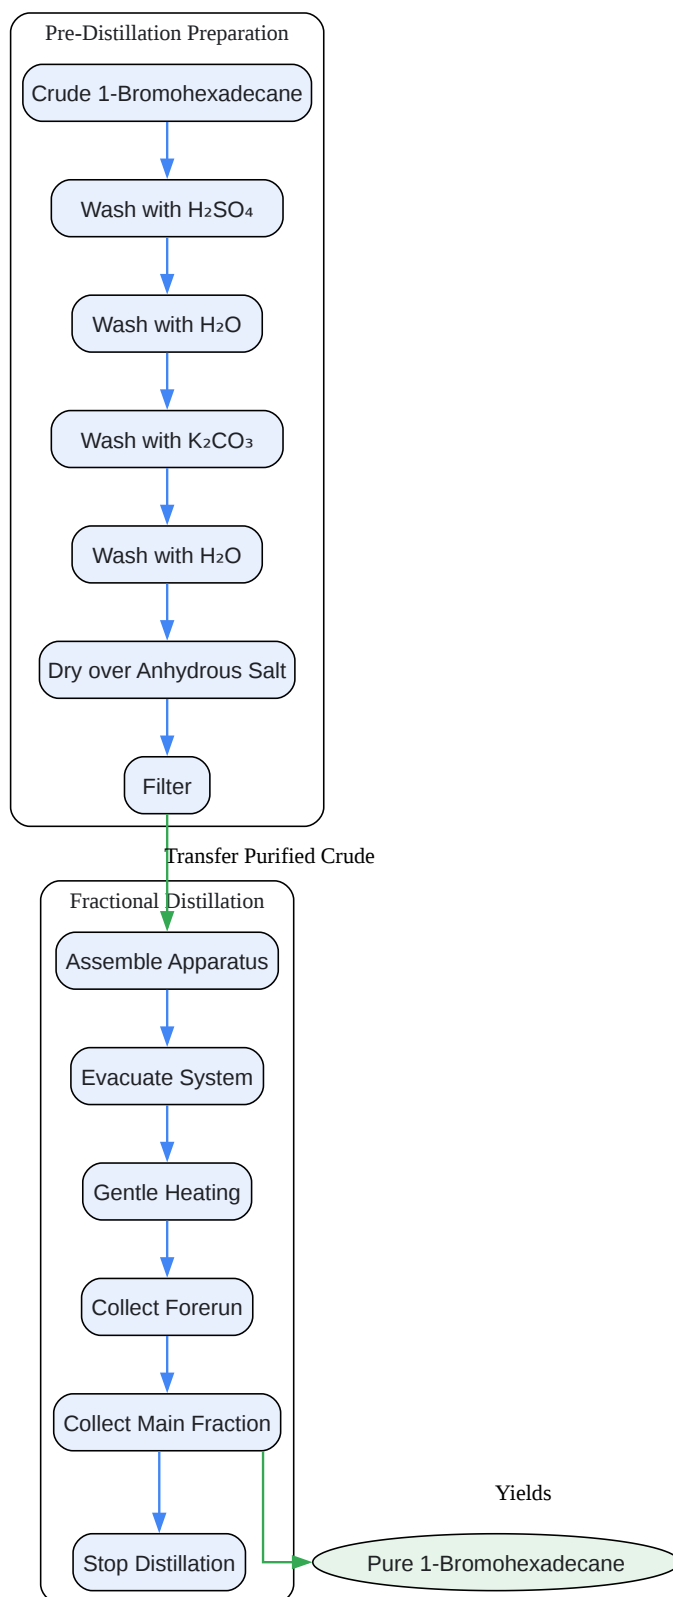 Pre-Distillation Preparation
Crude 1-Bromohexadecane
Wash with H₂SO₄
Wash with H₂O
Wash with K₂CO₃
Wash with H₂O
Dry over Anhydrous Salt
Filter
Transfer Purified Crude
Fractional Distillation
Assemble Apparatus
Evacuate System
Gentle Heating
Collect Forerun
Collect Main Fraction
Yields
Stop Distillation
Pure 1-Bromohexadecane